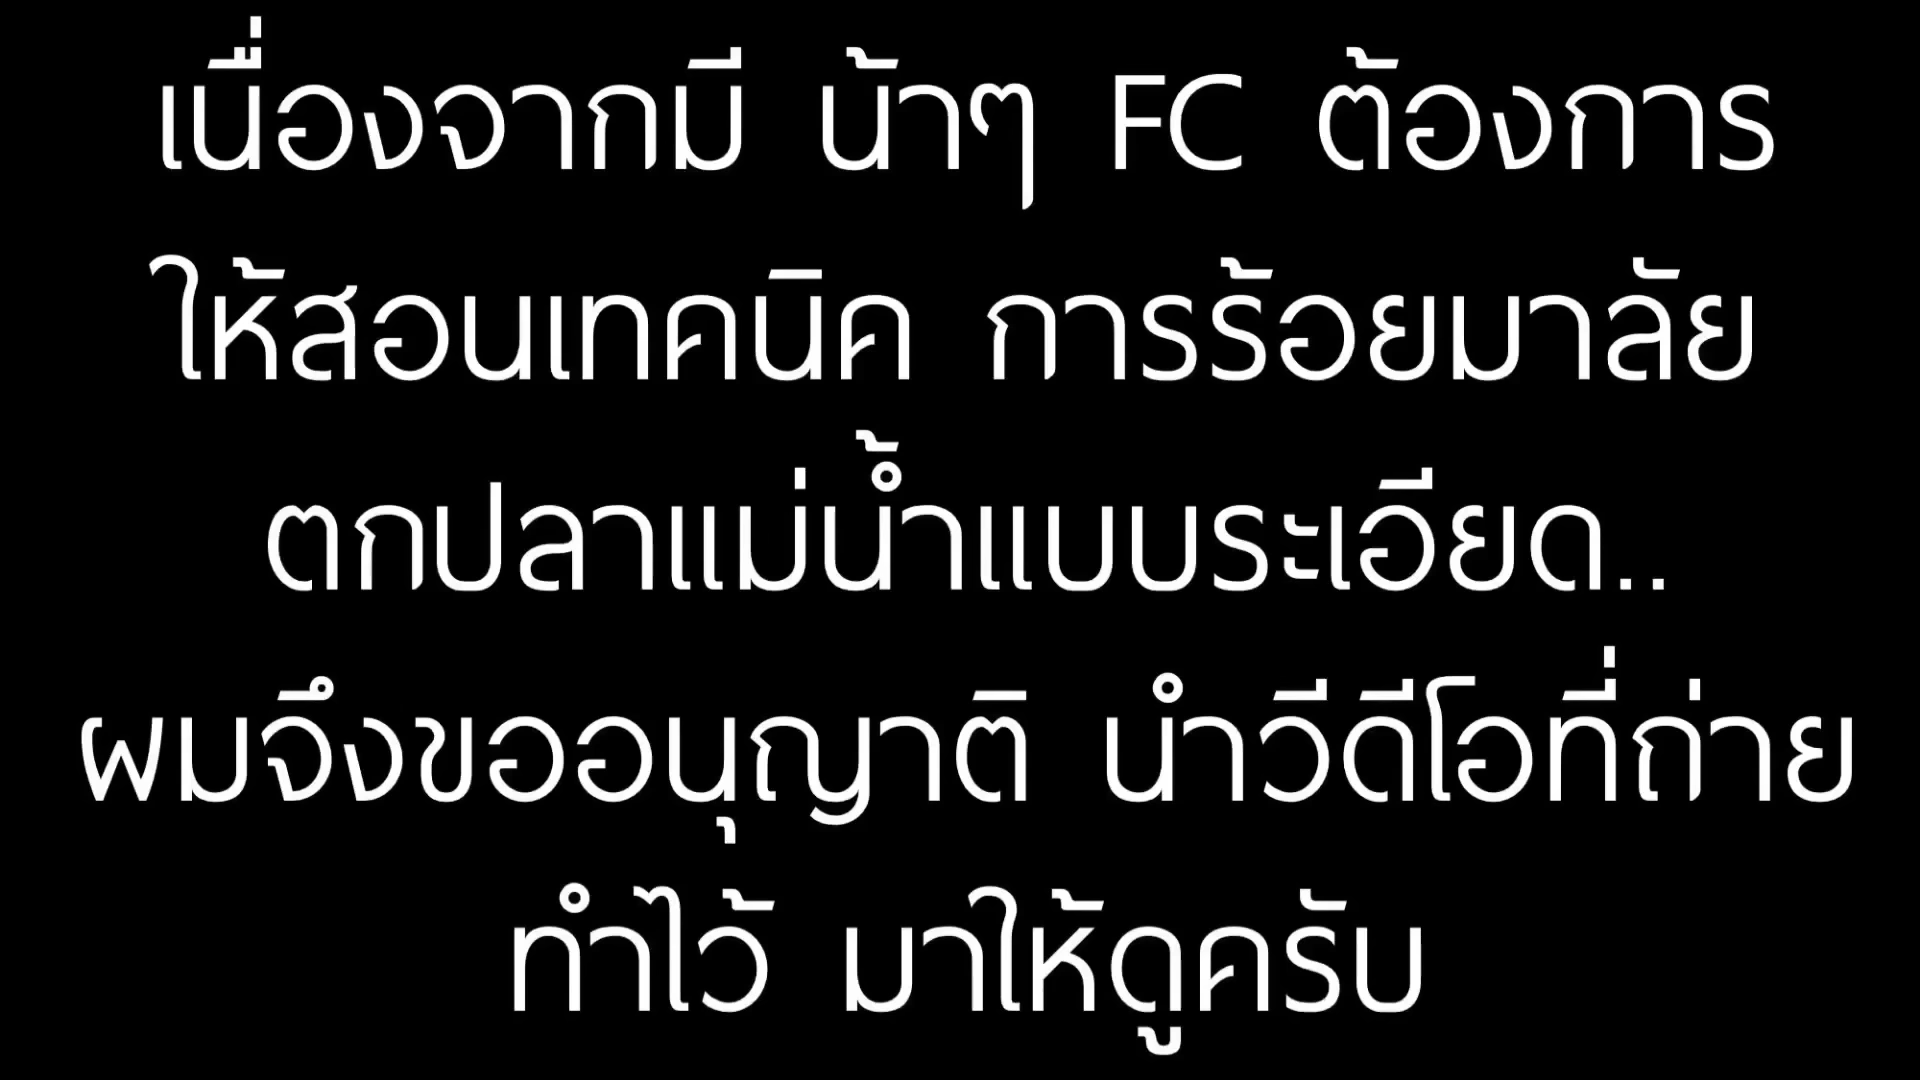 เนื่องจากมี น้าๆ FC ต้องการ
ให้สอนเทคนิค การร้อยมาลัย
ตกปลาแม่น้ำแบบระเอียด..
ผมจึงขออนุญาติ นำวีดีโอที่ถ่าย
ทำไว้ มาให้ดูครับ